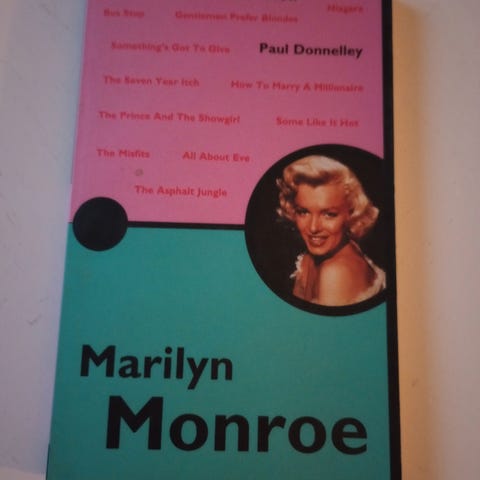 Niagara
Bus Stop Gentlemen Prefer Blondes
Something's Got To Give Paul Donnelley
The Seven Year Itch How To Marry A Millionaire
The Prince And The Showgirl Some Like It Hot
The Misfits All About Eve
The Asphalt Jungle
Marilyn
Monroe